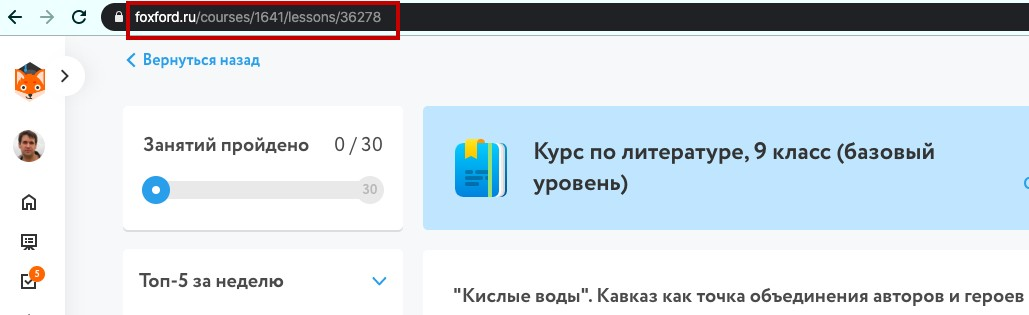 foxford.ru/courses/1641/lessons/36278
Вернуться назад
Занятий пройдено 0 / 30
30
Курс по литературе, 9 класс (базовый
уровень)
5
Топ-5 за неделю
"Кислые воды". Кавказ как точка объединения авторов и героев